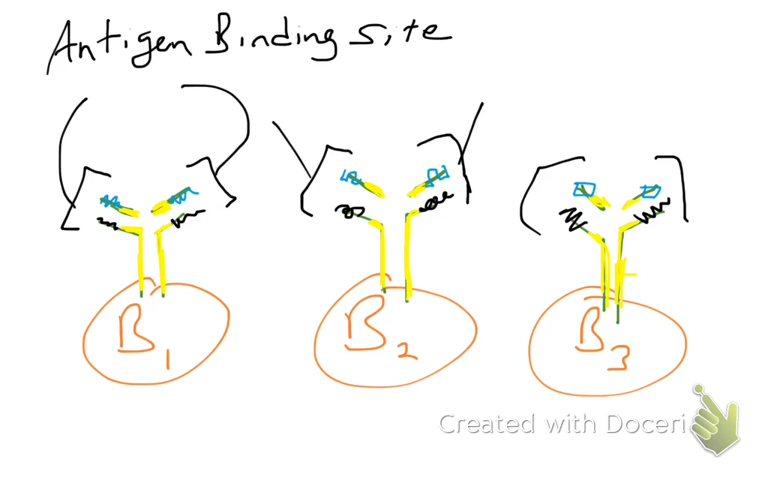 Antigen Binding site
B1
B2
B3
Created with Doceri